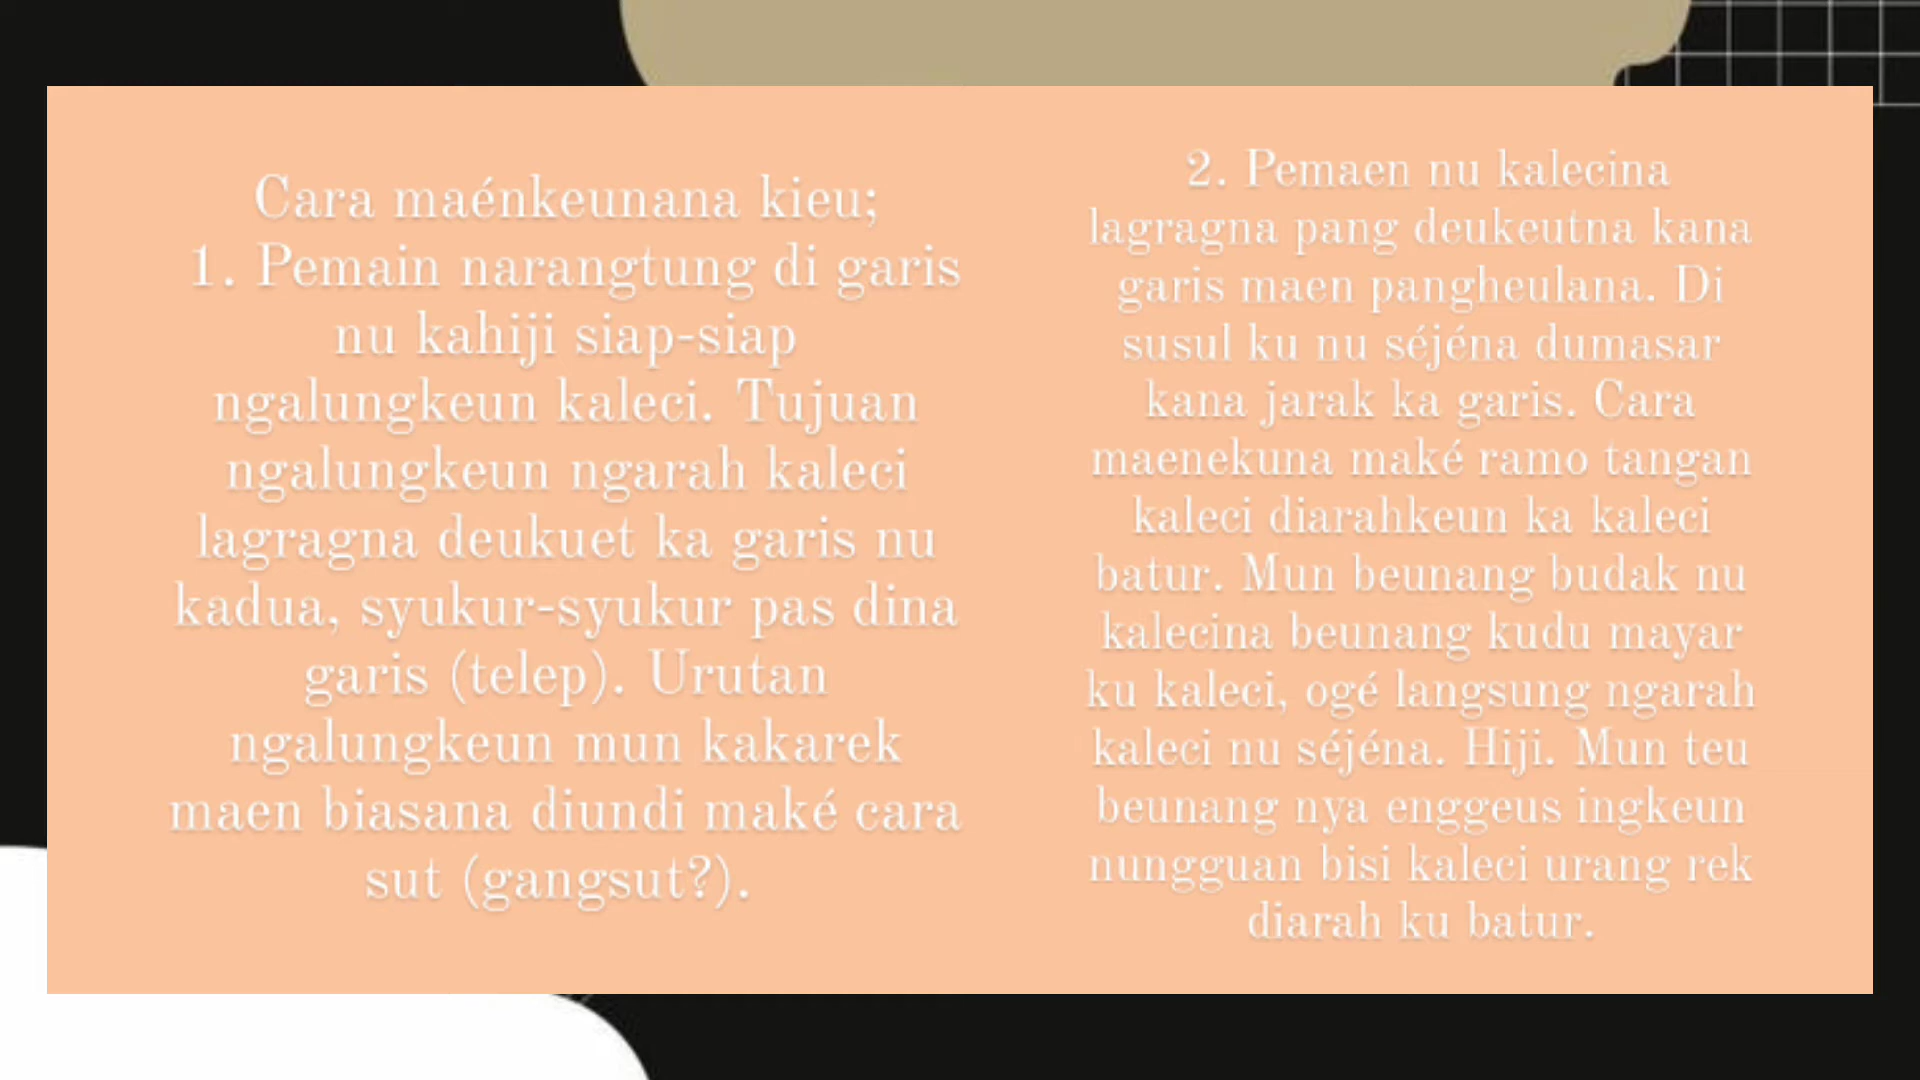 Cara maénkeunana kieu;
1. Pemain narangtung di garis
nu kahiji siap-siap
ngalungkeun kaleci. Tujuan
ngalungkeun ngarah kaleci
lagragna deukuet ka garis nu
kadua, syukur-syukur pas dina
garis (telep). Urutan
ngalungkeun mun kakarek
maen biasana diundi maké cara
sut (gangsut?).
2. Pemaen nu kalecina
lagragna pang deukeutna kana
garis maen pangheulana. Di
susul ku nu séjéna dumasar
kana jarak ka garis. Cara
maenekuna maké ramo tangan
kaleci diarahkeun ka kaleci
batur. Mun beunang budak nu
kalecina beunang kudu mayar
ku kaleci, ogé langsung ngarah
kaleci nu séjéna. Hiji. Mun teu
beunang nya enggeus ingkeun
nungguan bisi kaleci urang rek
diarah ku batur.